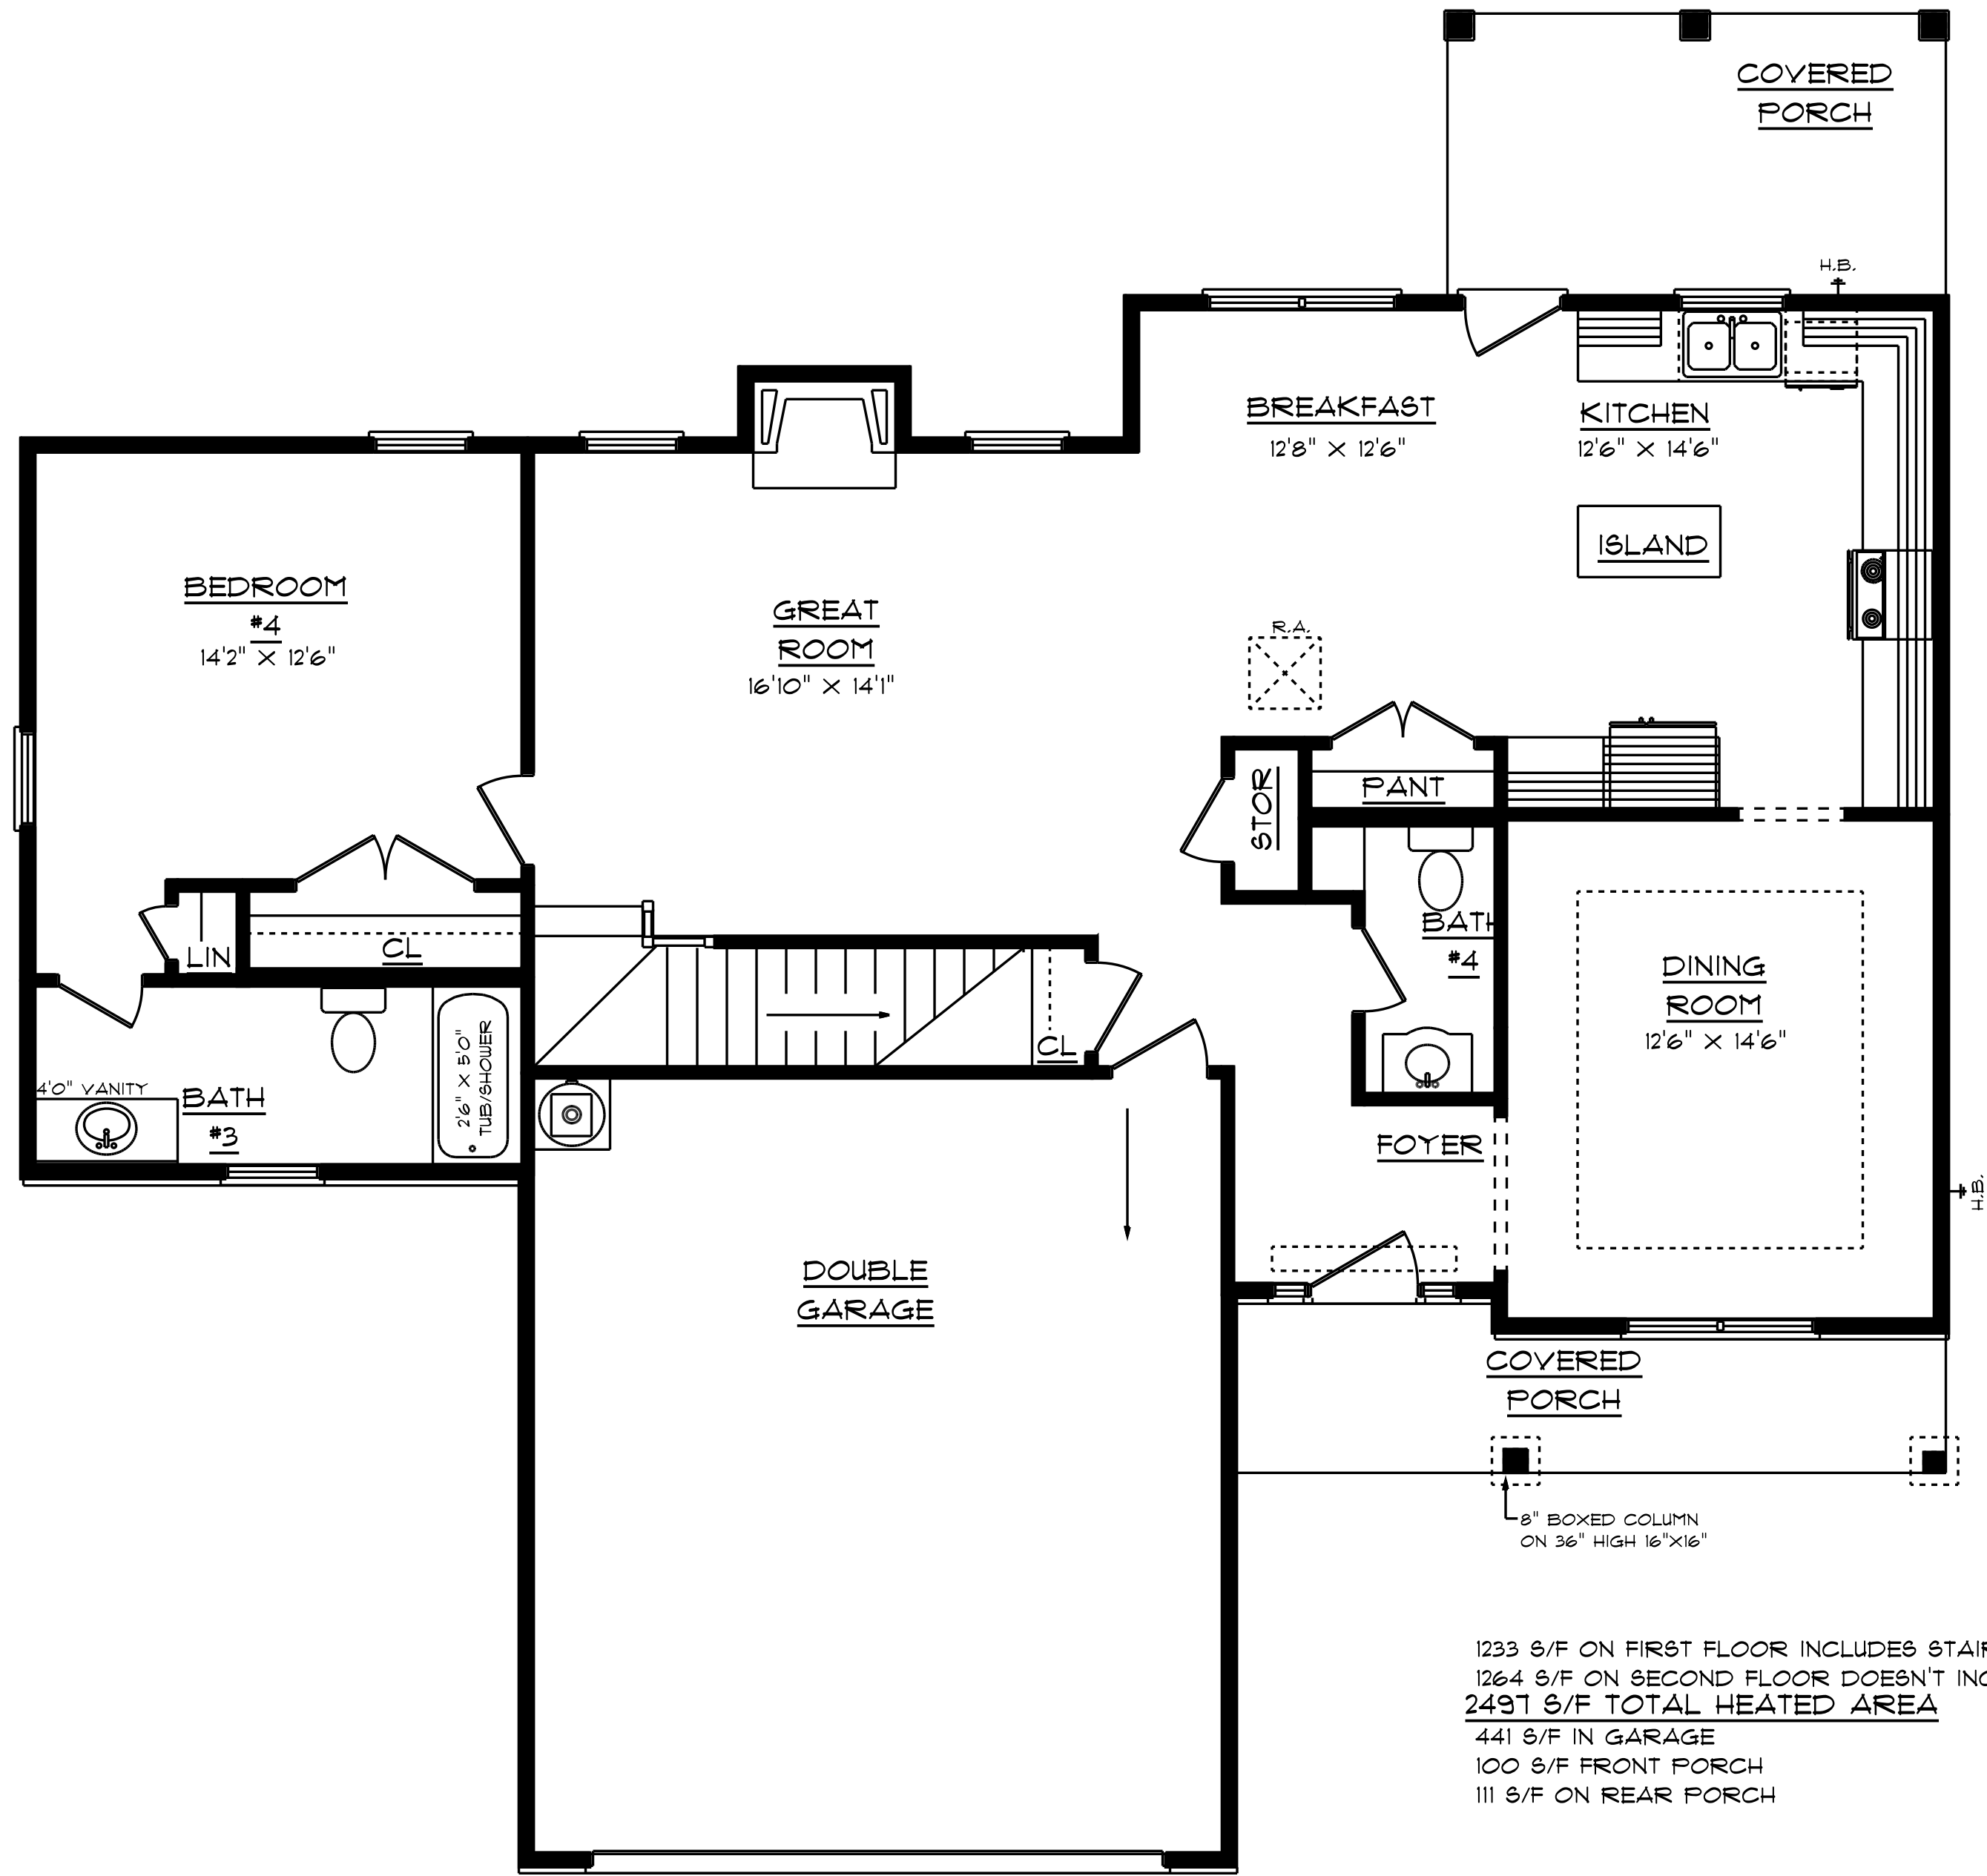 COVERED
PORCH
H.B.
BREAKFAST
12'8" X 12'6"
KITCHEN
12'6" X 14'6"
ISLAND
BEDROOM
#4
14'2" X 12'6"
GREAT
ROOM
16'10" X 14'1"
R.A.
STOR
PANT
LIN
CL
CL
BATH
#4
DINING
ROOM
12'6" X 14'6"
4'0" VANITY
BATH
#3
2'6" X 5'0"
TUB/SHOWER
FOYER
H.B.
DOUBLE
GARAGE
COVERED
PORCH
8" BOXED COLUMN
ON 36" HIGH 16"X16"
1233 S/F ON FIRST FLOOR INCLUDES
1264 S/F ON SECOND FLOOR DOESN'T
2497 S/F TOTAL HEATED AREA
441 S/F IN GARAGE
100 S/F FRONT PORCH
111 S/F ON REAR PORCH